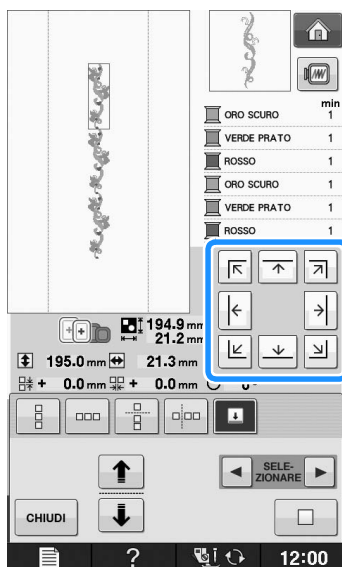 min
ORO SCURO 1
VERDE PRATO 1
ROSSO 1
ORO SCURO 1
VERDE PRATO 1
ROSSO 1
194.9 mm
21.2 mm
195.0 mm 21.3 mm
+ 0.0 mm + 0.0 mm 0°
SELE-
ZIONARE
CHIUDI
? 12:00